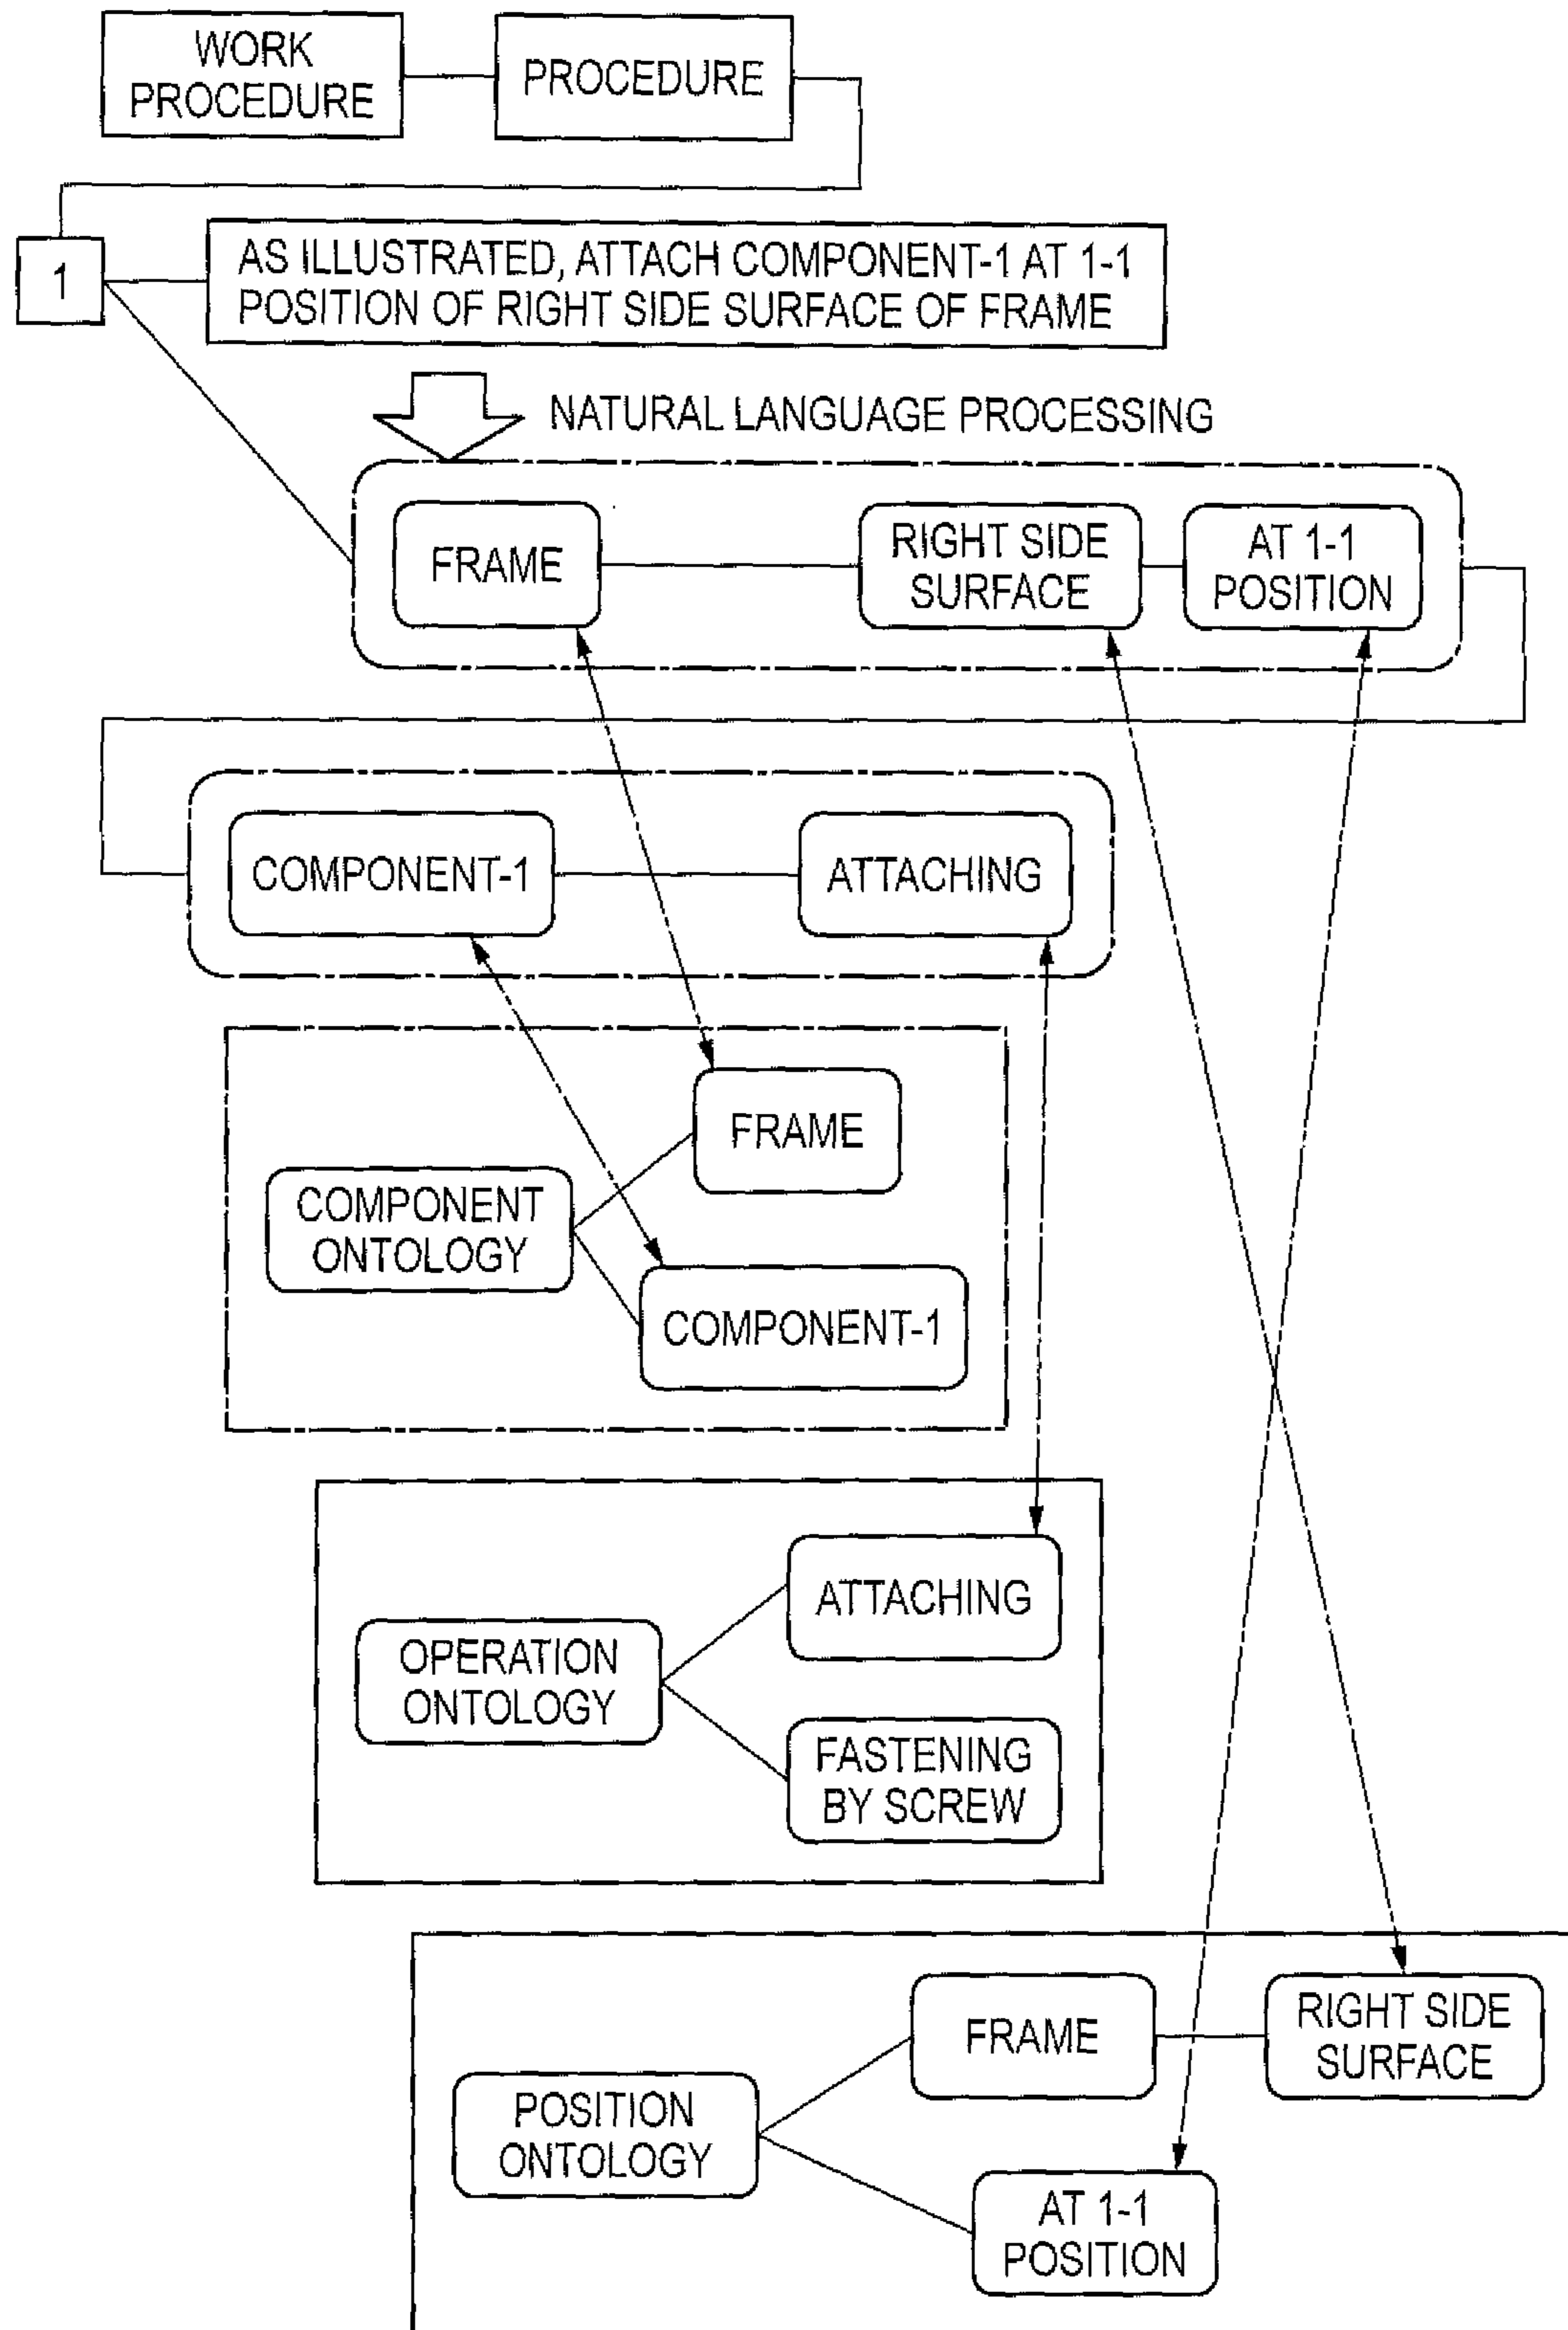 WORK
PROCEDURE
PROCEDURE
1
AS ILLUSTRATED, ATTACH COMPONENT-1 AT 1-1
POSITION OF RIGHT SIDE SURFACE OF FRAME
NATURAL LANGUAGE PROCESSING
FRAME
RIGHT SIDE
SURFACE
AT 1-1
POSITION
COMPONENT-1
ATTACHING
FRAME
COMPONENT
ONTOLOGY
COMPONENT-1
ATTACHING
OPERATION
ONTOLOGY
FASTENING
BY SCREW
FRAME
RIGHT SIDE
SURFACE
POSITION
ONTOLOGY
AT 1-1
POSITION